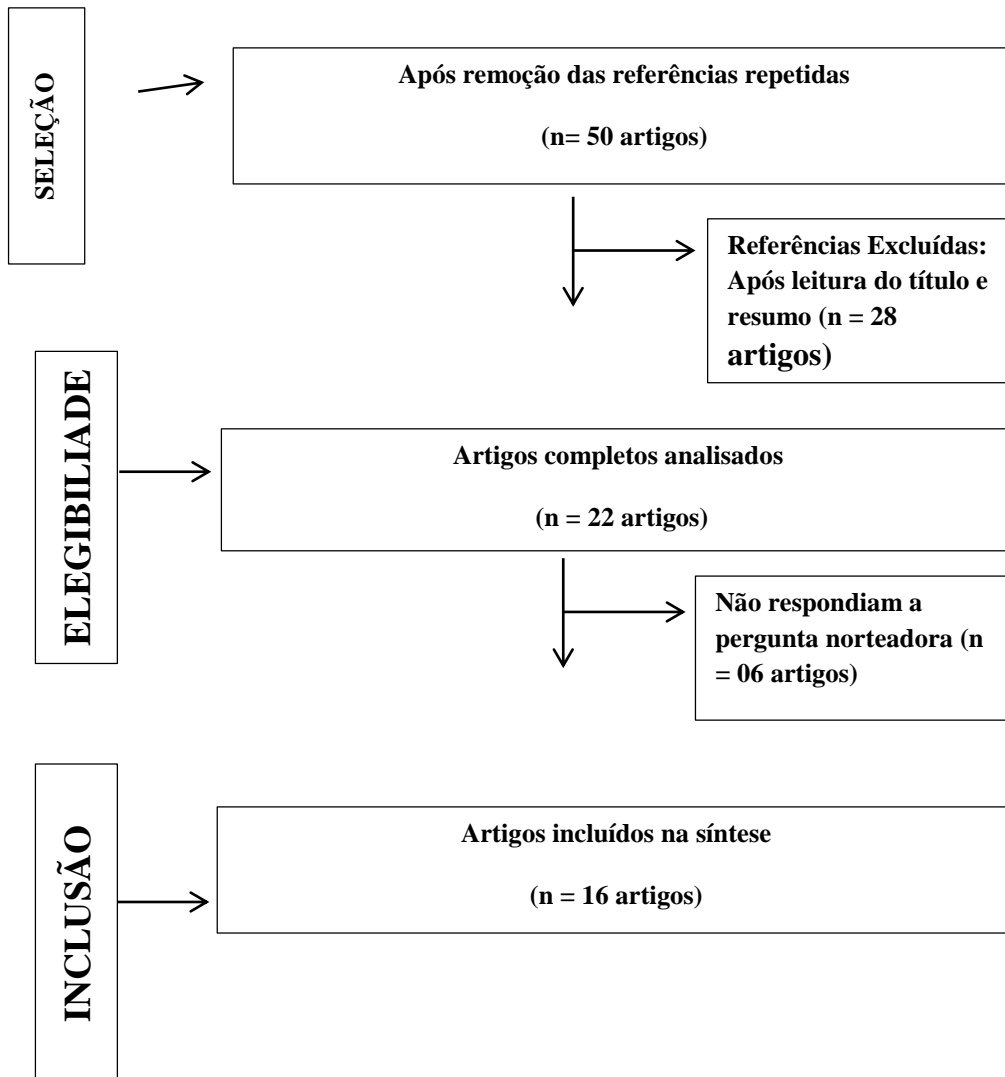 SELEÇÃO
Após remoção das referências repetidas
(n= 50 artigos)
Referências Excluídas:
Após leitura do título e
resumo (n = 28
artigos)
ELEGIBILIADE
Artigos completos analisados
(n = 22 artigos)
Não respondiam a
pergunta norteadora (n
= 06 artigos)
INCLUSÃO
Artigos incluídos na síntese
(n = 16 artigos)